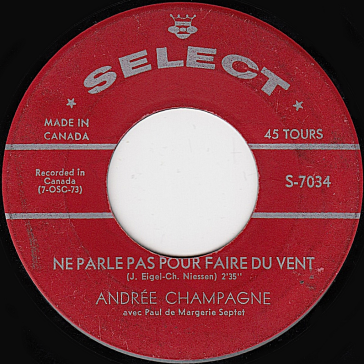 SELECT
MADE IN
CANADA
45 TOURS
Recorded in
Canada
(7-OSC-73)
S-7034
NE PARLE PAS POUR FAIRE DU VENT
(J. Eigel-Ch. Niessen) 2'35"
ANDRÉE CHAMPAGNE
avec Paul de Margerie Septet